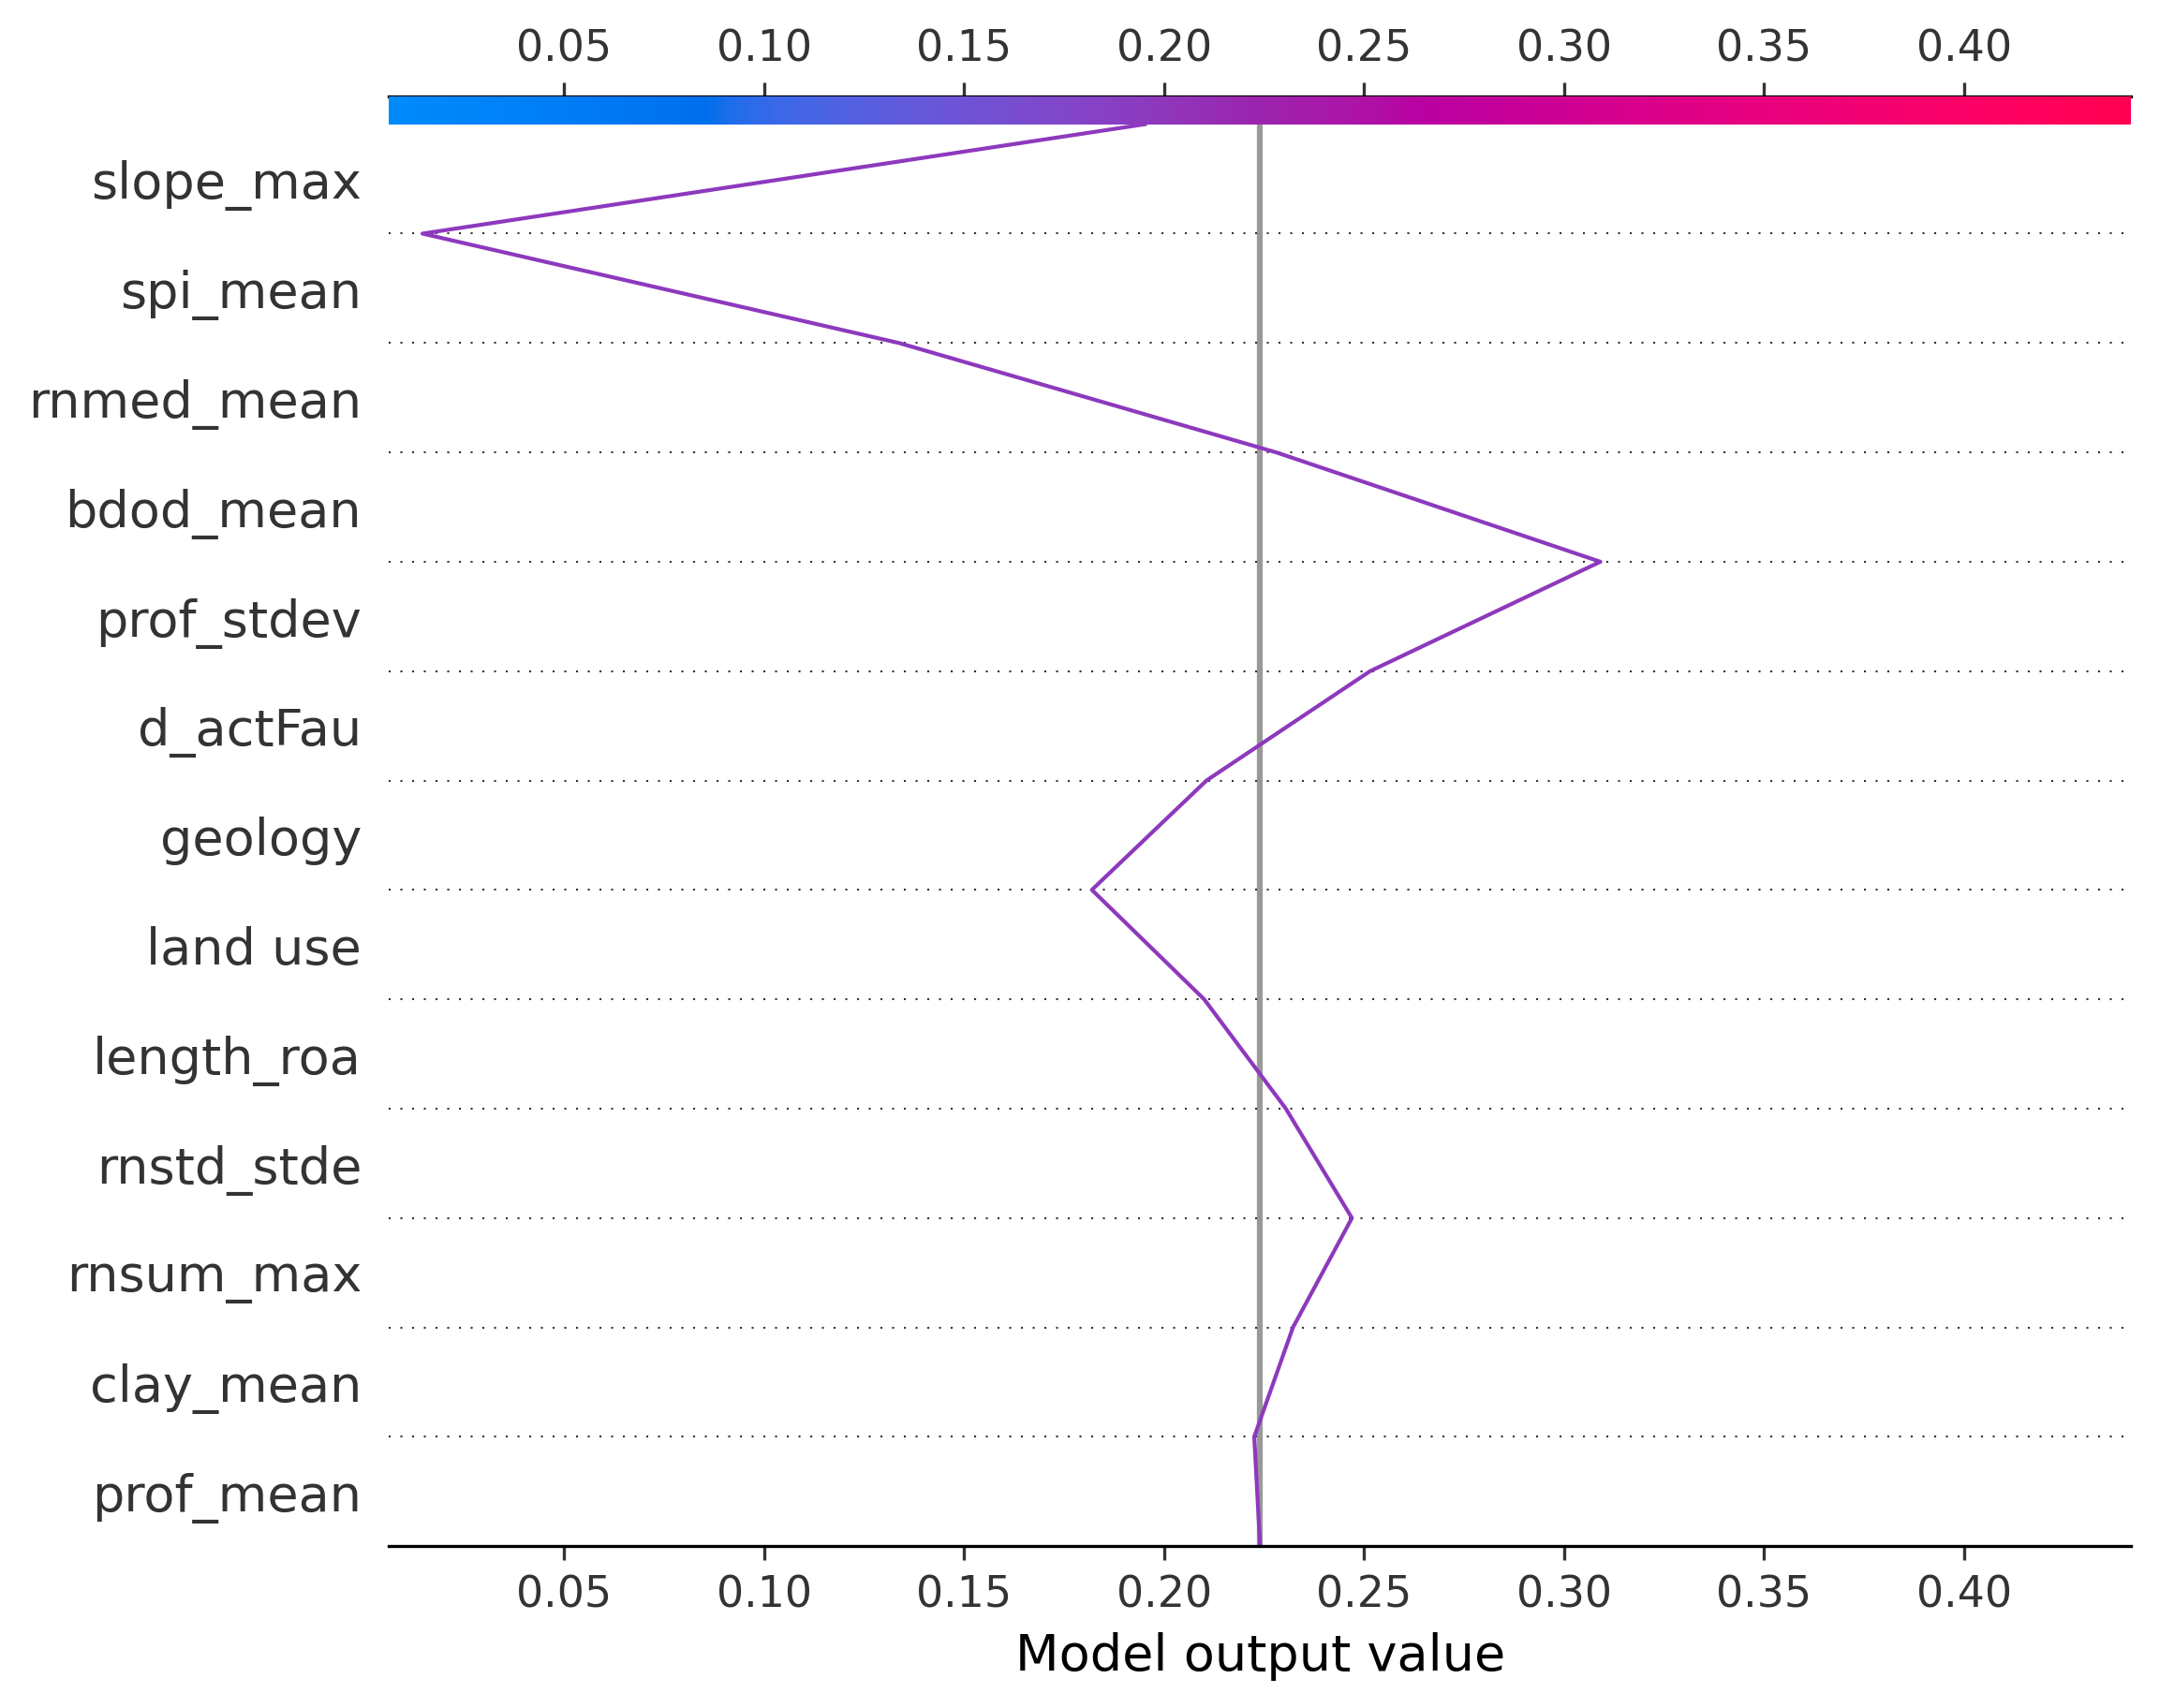 0.05 0.10 0.15 0.20 0.25 0.30 0.35 0.40
slope_max
spi_mean
rnmed_mean
bdod_mean
prof_stdev
d_actFau
geology
land use
length_roa
rnstd_stde
rnsum_max
clay_mean
prof_mean
0.05 0.10 0.15 0.20 0.25 0.30 0.35 0.40
Model output value